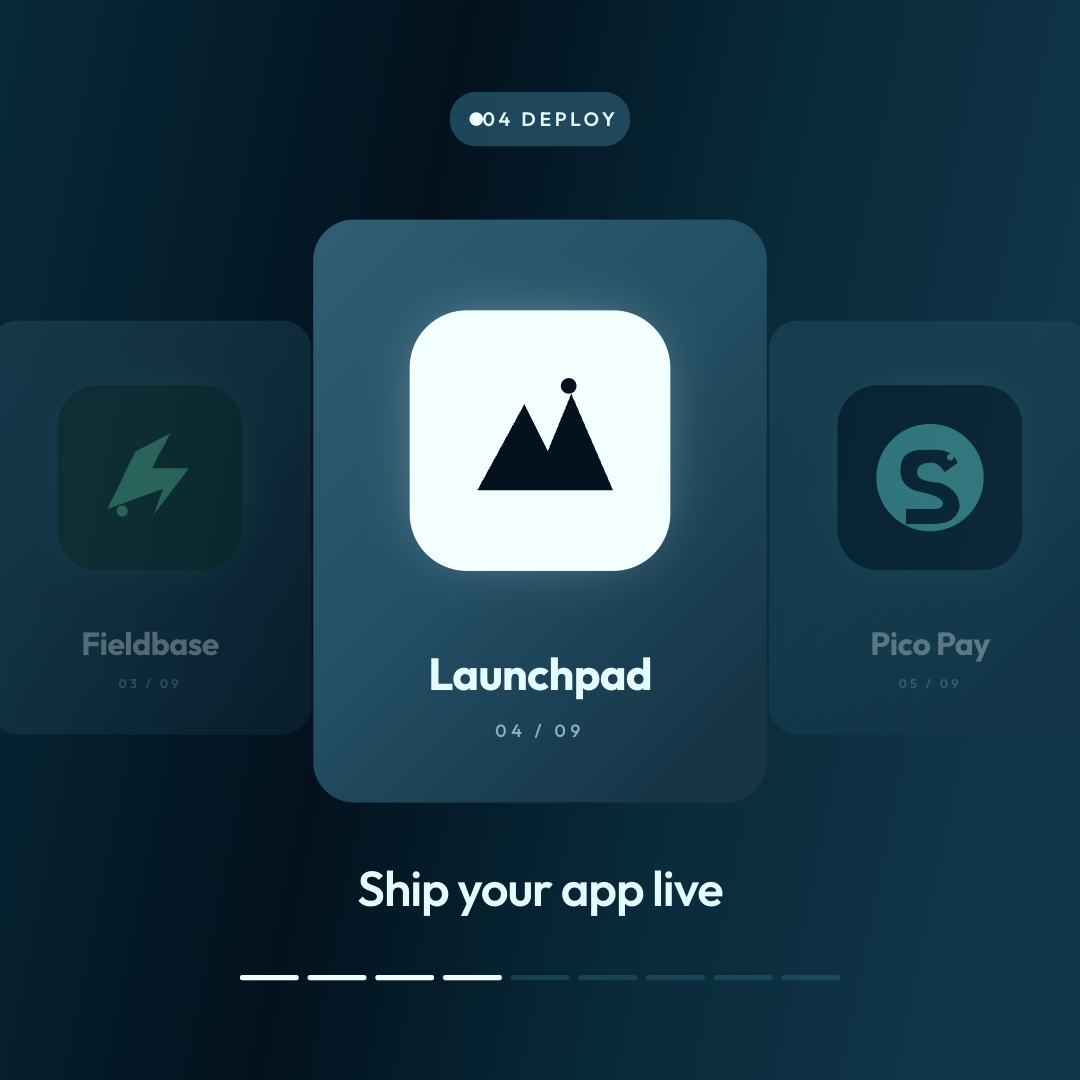 04 DEPLOY
Fieldbase
03 / 09
Launchpad
04 / 09
S
Pico Pay
05 / 09
Ship your app live